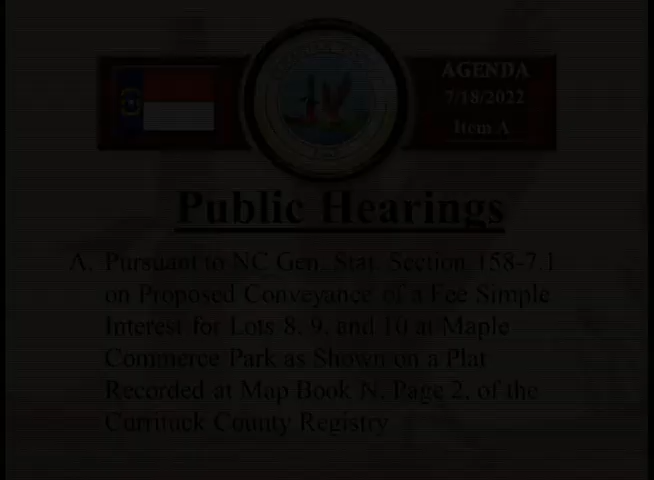 AGENDA
7/18/2022
Item A
Public Hearings
A. Pursuant to NC Gen. Stat. Section 158-7.1
on Proposed Conveyance of a Fee Simple
Interest for Lots 8, 9, and 10 at Maple
Commerce Park as Shown on a Plat
Recorded at Map Book N, Page 2, of the
Currituck County Registry